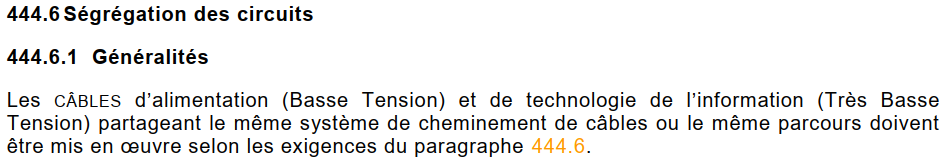 444.6 Ségrégation des circuits
444.6.1 Généralités
Les CÂBLES d’alimentation (Basse Tension) et de technologie de l’information (Très Basse
Tension) partageant le même système de cheminement de câbles ou le même parcours doivent
être mis en œuvre selon les exigences du paragraphe 444.6.